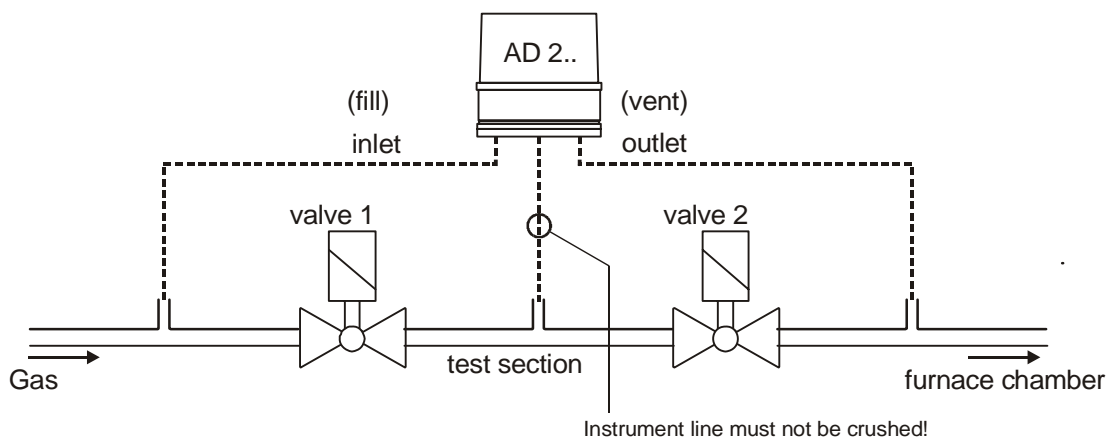 AD 2..
(fill)
(vent)
inlet
outlet
valve 1
valve 2
test section
Gas
furnace chamber
Instrument line must not be crushed!